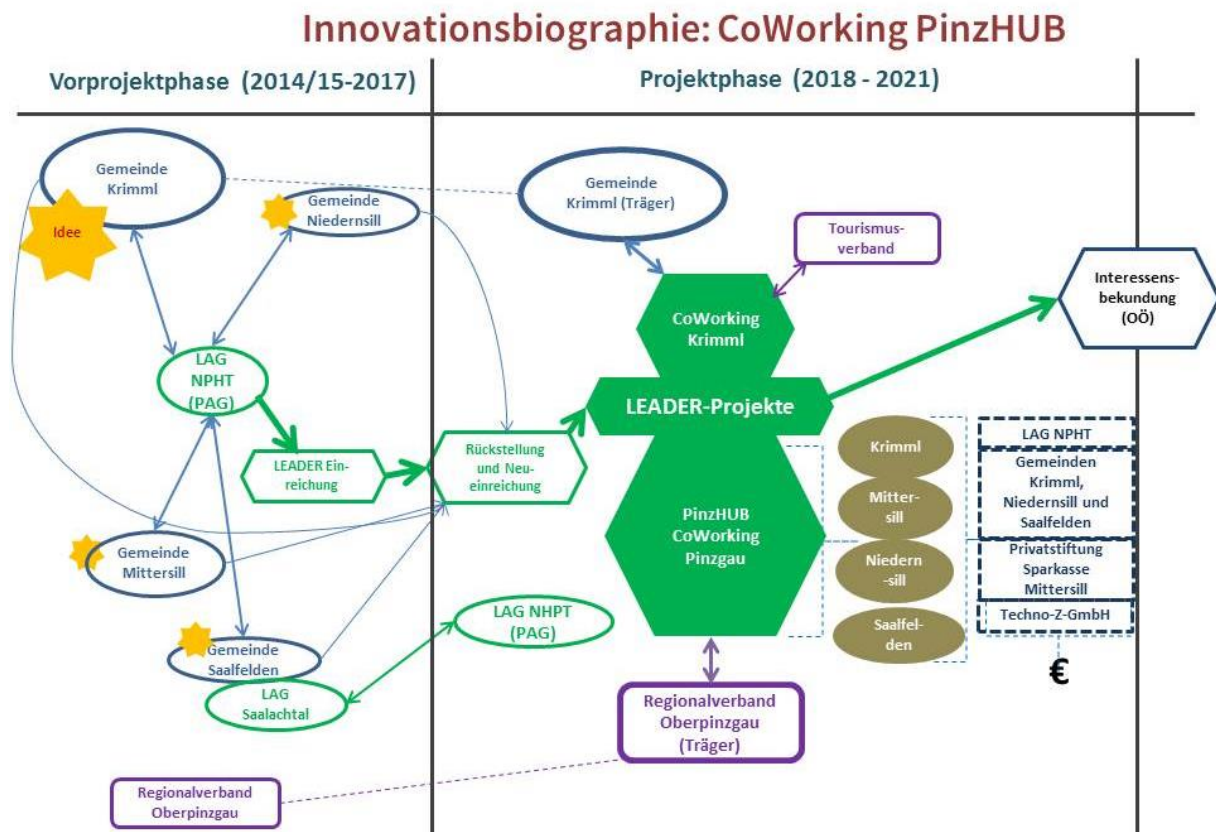 Innovationsbiographie: CoWorking PinzHUB
Vorprojektphase (2014/15-2017)
Projektphase (2018 - 2021)
Gemeinde
Krimml
Idee
Gemeinde
Niedernsill
LAG
NPHT
(PAG)
LEADER Ein-
reichung
Gemeinde
Mittersill
Gemeinde
Saalfelden
LAG
Saalachtal
Regionalverband
Oberpinzgau
Gemeinde
Krimml (Träger)
Tourismus-
verband
CoWorking
Krimml
LEADER-Projekte
Rückstellung
und Neu-
einreichung
PinzHUB
CoWorking
Pinzgau
LAG NHPT
(PAG)
Regionalverband
Oberpinzgau
(Träger)
Krimml
Mitter-
sill
Niedern
-sill
Saalfel-
den
Interessens-
bekundung
(OÖ)
LAG NPHT
Gemeinden
Krimml,
Niedernsill und
Saalfelden
Privatstiftung
Sparkasse
Mittersill
Techno-Z-GmbH
€